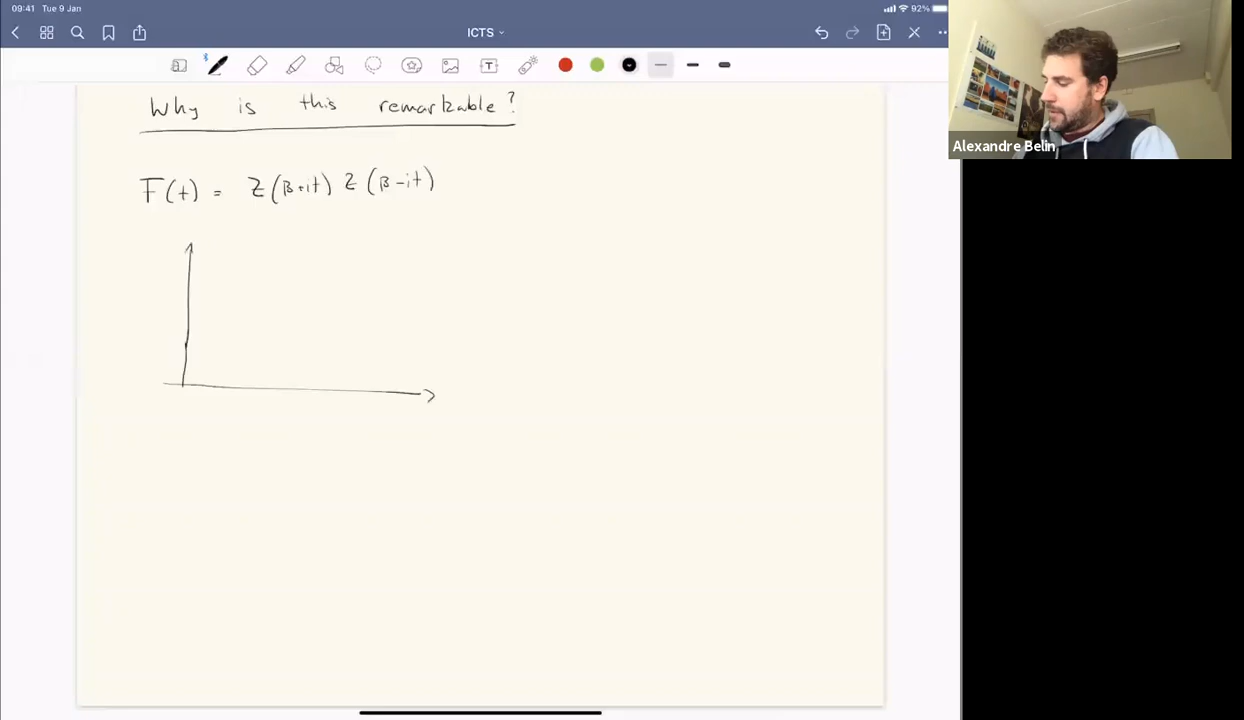 09:41 Tue 9 Jan
92%
ICTS
T
Why is this remarkable?
F(t) = Z(β+it) Z(β-it)
Alexandre Belin